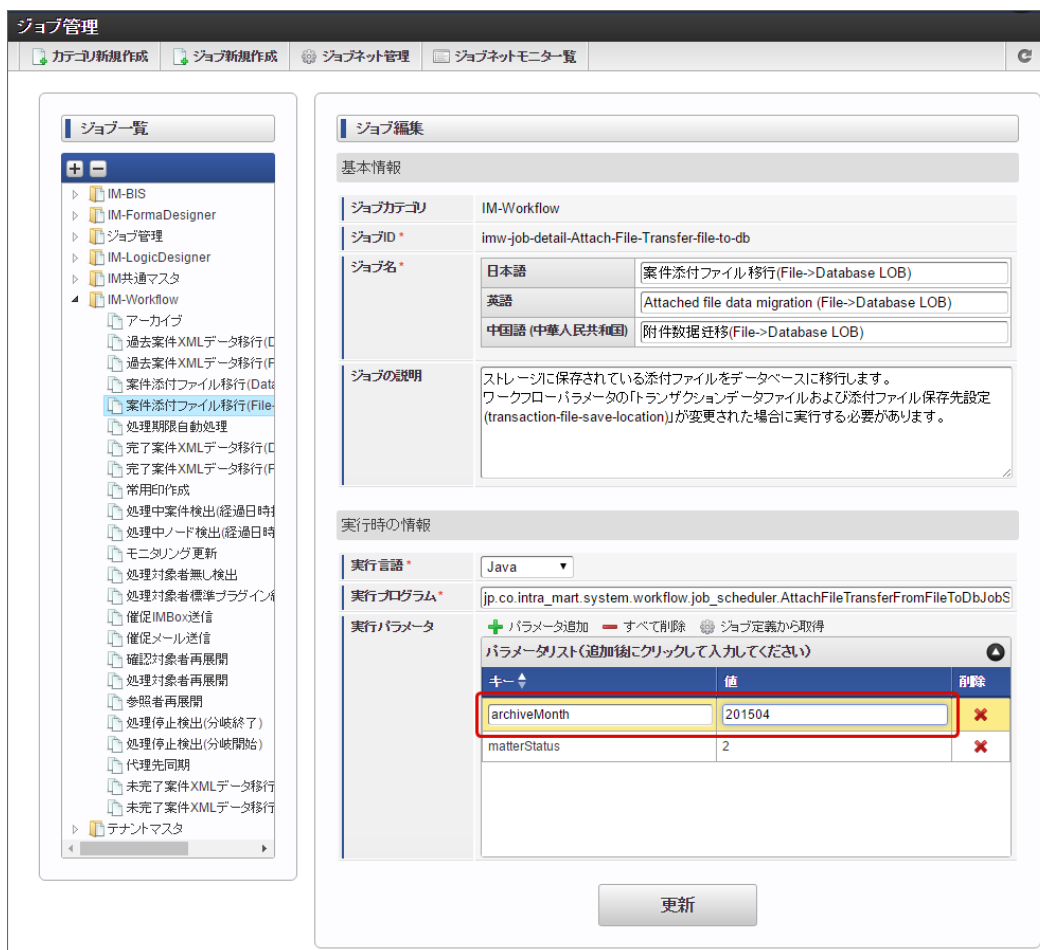 ジョブ管理
カテゴリ新規作成 ジョブ新規作成 ジョブネット管理 ジョブネットモニター覧
ジョブ一覧
IM-BIS
IM-FormaDesigner
ジョブ管理
IM-LogicDesigner
IM共通マスタ
IM-Workflow
アーカイブ
過去案件XMLデータ移行(D
過去案件XMLデータ移行(F
案件添付ファイル移行(Data
案件添付ファイル移行(File-
処理期限自動処理
完了案件XMLデータ移行(D
完了案件XMLデータ移行(F
常用印作成
処理中案件検出(経過日時
処理中ノード検出(経過日時
モニタリング更新
処理対象者無し検出
処理対象者標準プラグイン
催促IMBox送信
催促メール送信
確認対象者再展開
処理対象者再展開
参照者再展開
処理停止検出(分岐終了)
処理停止検出(分岐開始)
代理先同期
未完了案件XMLデータ移行
未完了案件XMLデータ移行
テナントマスタ
ジョブ編集
基本情報
ジョブカテゴリ IM-Workflow
ジョブID* imw-job-detail-Attach-File-Transfer-file-to-db
ジョブ名* 日本語 案件添付ファイル移行(File->Database LOB)
英語 Attached file data migration (File->Database LOB)
中国語 (中華人民共和国) 附件数据迁移(File->Database LOB)
ジョブの説明 ストレージに保存されている添付ファイルをデータベースに移行します。
ワークフローパラメータの「トランザクションデータファイルおよび添付ファイル保存先設定
(transaction-file-save-location)」が変更された場合に実行する必要があります。
実行時の情報
実行言語* Java
実行プログラム* jp.co.intra_mart.system.workflow.job_scheduler.AttachFileTransferFromFileToDbJobS
実行パラメータ パラメータ追加 すべて削除 ジョブ定義から取得
パラメータリスト(追加後にクリックして入力してください)
キー 値 削除
archiveMonth 201504
matterStatus 2
更新